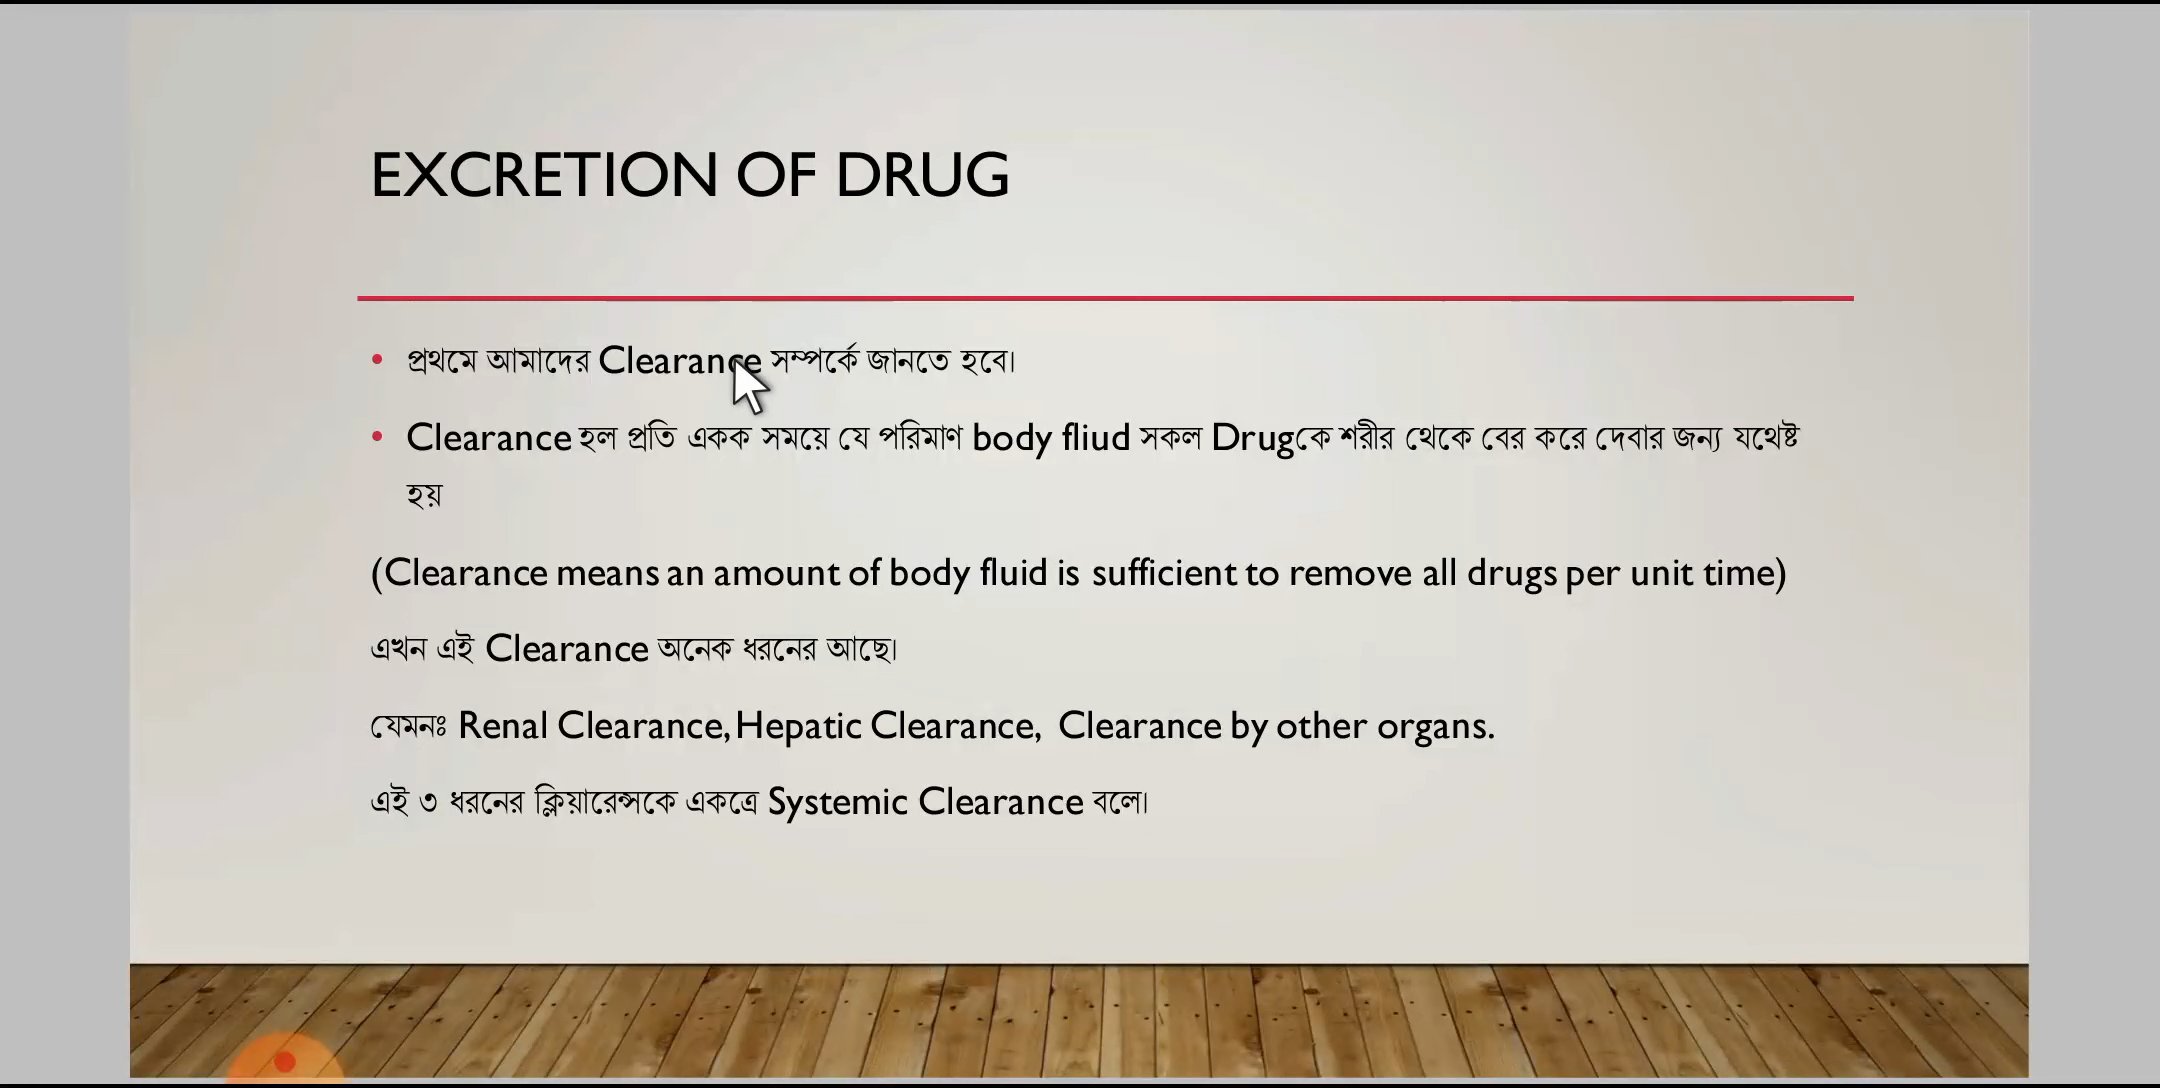 EXCRETION OF DRUG
• প্রথমে আমাদের Clearance সম্পর্কে জানতে হবে।
• Clearance হল প্রতি একক সময়ে যে পরিমাণ body fliud সকল Drugকে শরীর থেকে বের করে দেবার জন্য যথেষ্ট
হয়
(Clearance means an amount of body fluid is sufficient to remove all drugs per unit time)
এখন এই Clearance অনেক ধরনের আছে।
যেমনঃ Renal Clearance, Hepatic Clearance, Clearance by other organs.
এই ৩ ধরনের ক্লিয়ারেন্সকে একত্রে Systemic Clearance বলে।